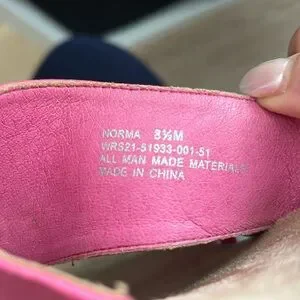 NORMA 8½M
WRS21-51933-001-51
ALL MAN MADE MATERIALS
MADE IN CHINA